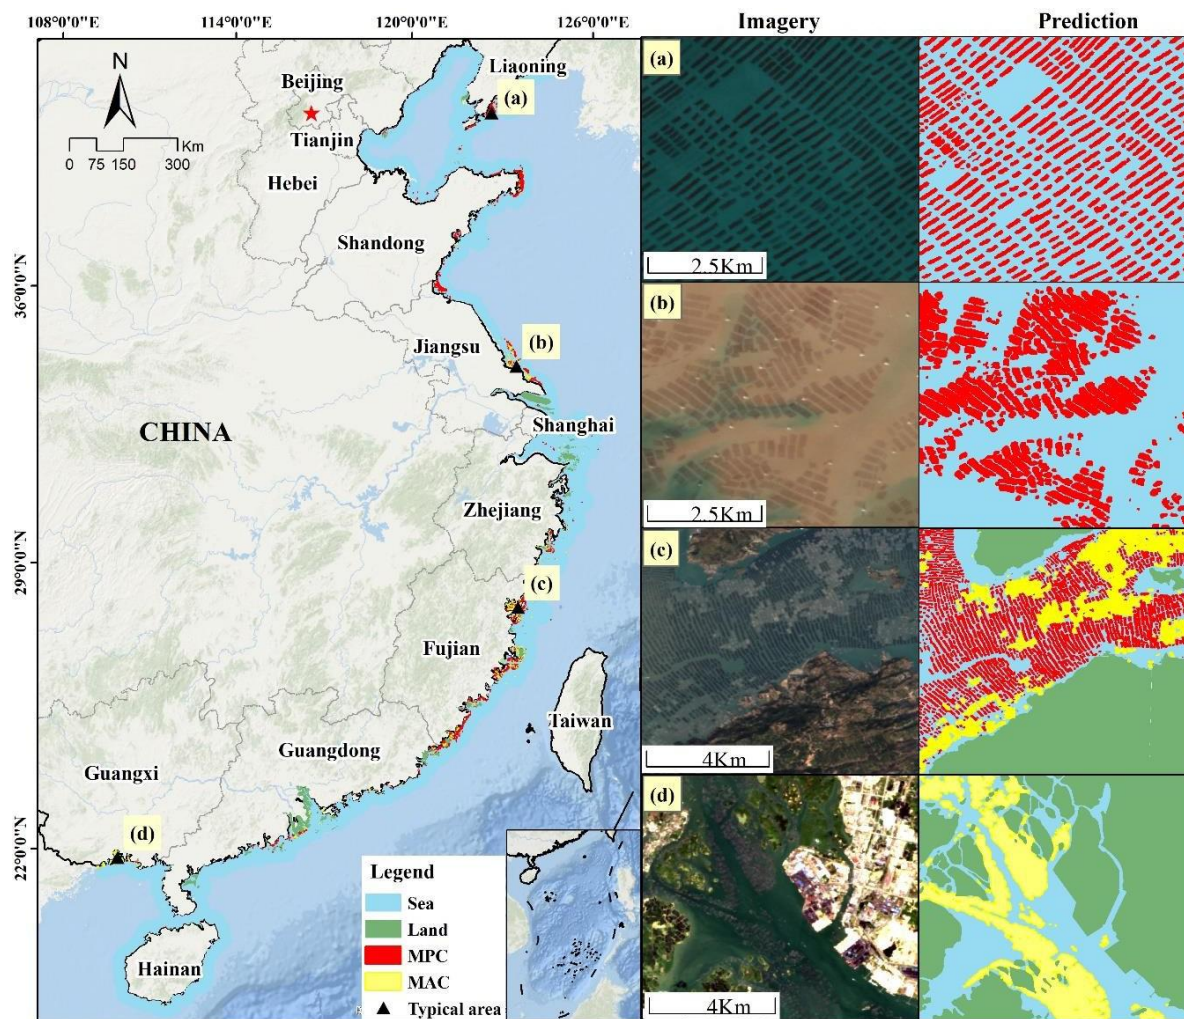 108°0'0"E
114°0'0"E
120°0'0"E
126°0'0"E
Imagery
Prediction
N
0 75 150 300 Km
36°0'0"N
29°0'0"N
22°0'0"N
Liaoning
(a)
Beijing
Tianjin
Hebei
Shandong
Jiangsu
(b)
Shanghai
CHINA
Zhejiang
(c)
Fujian
Taiwan
Guangdong
Guangxi
(d)
Hainan
Legend
Sea
Land
MPC
MAC
Typical area
(a)
2.5Km
(b)
2.5Km
(c)
4Km
(d)
4Km